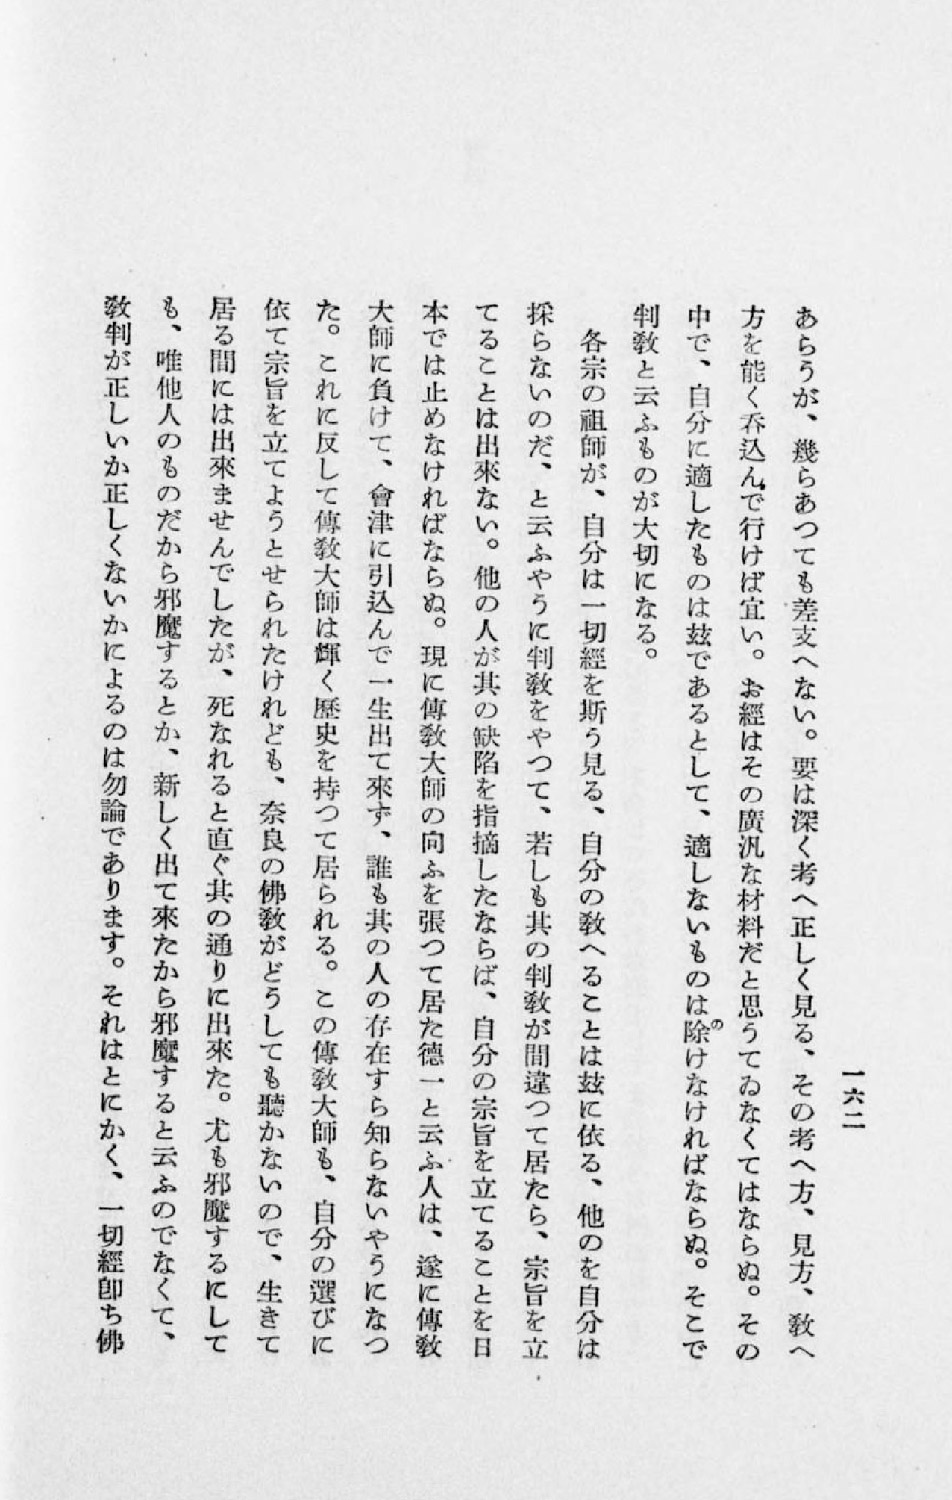 一六二
あらうが、幾らあつても差支へない。要は深く考へ正しく見る、その考へ方、見方、敎へ
方を能く呑込んで行けば宜い。お經はその廣汎な材料だと思うてゐなくてはならぬ。その
中で、自分に適したものは玆であるとして、適しないものは除けなければならぬ。そこで
の
判敎と云ふものが大切になる。
各宗の祖師が、自分は一切經を斯う見る、自分の敎へることは玆に依る、他のを自分は
採らないのだ、と云ふやうに判敎をやつて、若しも其の判敎が間違つて居たら、宗旨を立
てることは出來ない。他の人が其の缺陷を指摘したならば、自分の宗旨を立てることを日
本では止めなければならぬ。現に傳敎大師の向ふを張つて居た德一と云ふ人は、遂に傳敎
大師に負けて、會津に引込んで一生出て來ず、誰も其の人の存在すら知らないやうになつ
た。これに反して傳敎大師は輝く歷史を持つて居られる。この傳敎大師も、自分の選びに
依て宗旨を立てようとせられたけれども、奈良の佛敎がどうしても聽かないので、生きて
居る間には出來ませんでしたが、死なれると直ぐ其の通りに出來た。尤も邪魔するにして
も、唯他人のものだから邪魔するとか、新しく出て來たから邪魔すると云ふのでなくて、
敎判が正しいか正しくないかによるのは勿論であります。それはとにかく、一切經卽ち佛